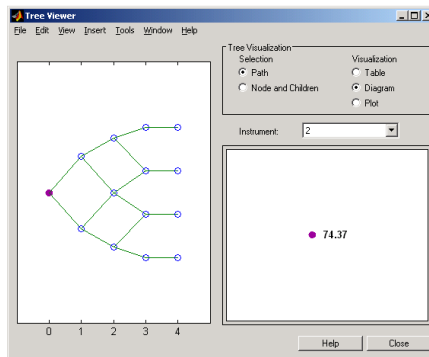 Tree Viewer
File Edit View Insert Tools Window Help
Tree Visualization
Selection
Path
Node and Children
Visualization
Table
Diagram
Plot
Instrument: 2
74.37
0 1 2 3 4
Help Close